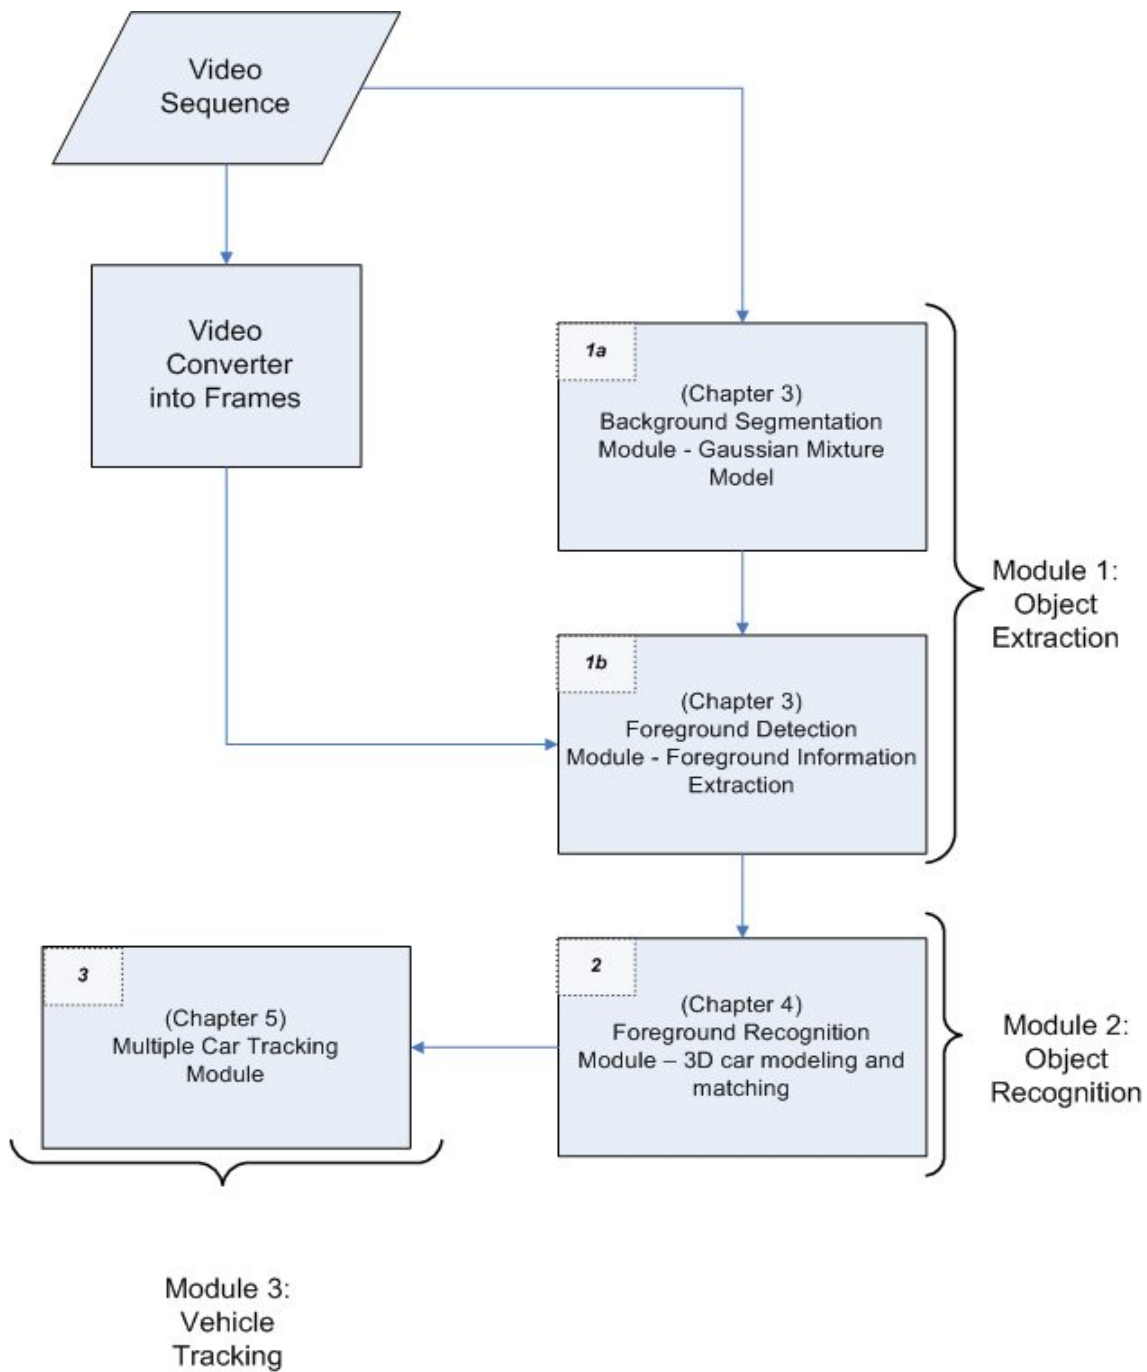 Video
Sequence
Video
Converter
into Frames
1a
(Chapter 3)
Background Segmentation
Module - Gaussian Mixture
Model
Module 1:
Object
Extraction
1b
(Chapter 3)
Foreground Detection
Module - Foreground Information
Extraction
2
(Chapter 4)
Foreground Recognition
Module – 3D car modeling and
matching
Module 2:
Object
Recognition
3
(Chapter 5)
Multiple Car Tracking
Module
Module 3:
Vehicle
Tracking